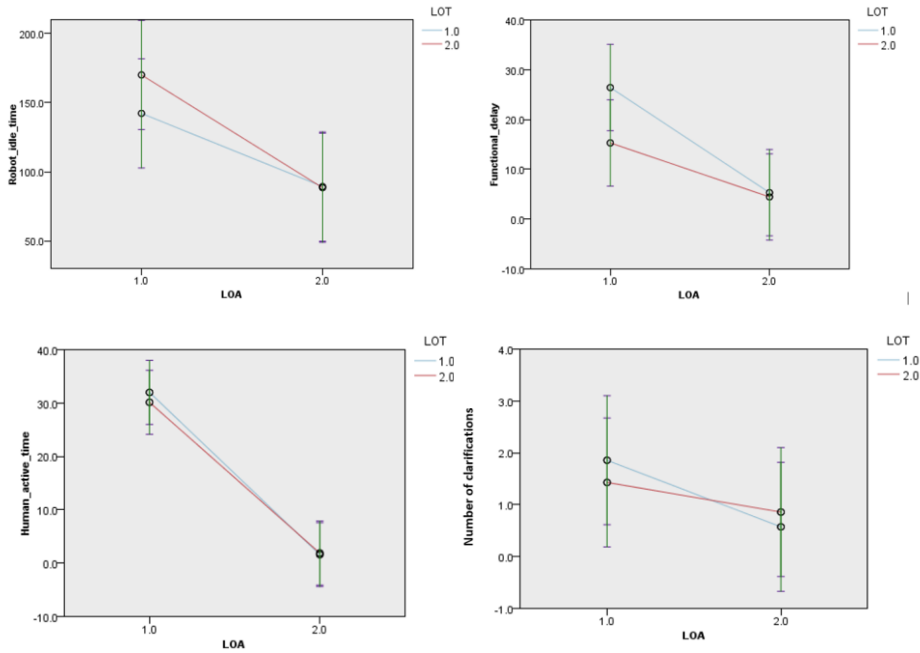 LOT
1.0
2.0
200.0
150.0
100.0
50.0
Robot_idle_time
1.0 2.0
LOA
LOT
1.0
2.0
40.0
30.0
20.0
10.0
0.0
-10.0
Functional_delay
1.0 2.0
LOA
LOT
1.0
2.0
40.0
30.0
20.0
10.0
0.0
-10.0
Human_active_time
1.0 2.0
LOA
LOT
1.0
2.0
4.0
3.0
2.0
1.0
0.0
-1.0
Number of clarifications
1.0 2.0
LOA